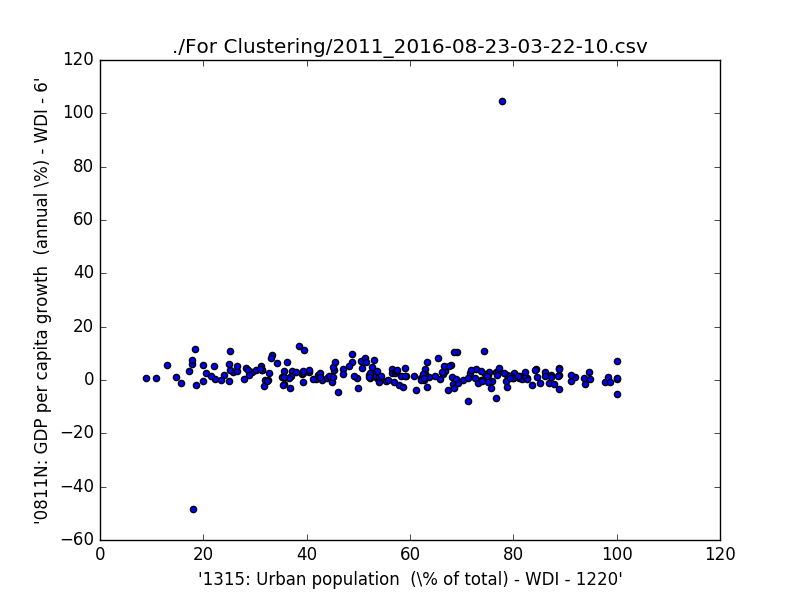 ./For Clustering/2011_2016-08-23-03-22-10.csv
120
100
80
60
40
20
0
−20
−40
−60
'0811N: GDP per capita growth  (annual \%) - WDI - 6'
0 20 40 60 80 100 120
'1315: Urban population  (\% of total) - WDI - 1220'